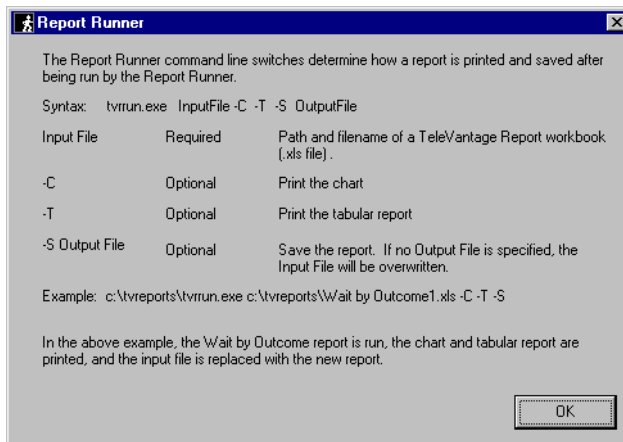 Report Runner
The Report Runner command line switches determine how a report is printed and saved after
being run by the Report Runner.
Syntax: tvrrun.exe InputFile -C -T -S OutputFile
Input File Required Path and filename of a TeleVantage Report workbook
(.xls file) .
-C Optional Print the chart
-T Optional Print the tabular report
-S Output File Optional Save the report. If no Output File is specified, the
Input File will be overwritten.
Example: c:\tvreports\tvrrun.exe c:\tvreports\Wait by Outcome1.xls -C -T -S
In the above example, the Wait by Outcome report is run, the chart and tabular report are
printed, and the input file is replaced with the new report.
OK